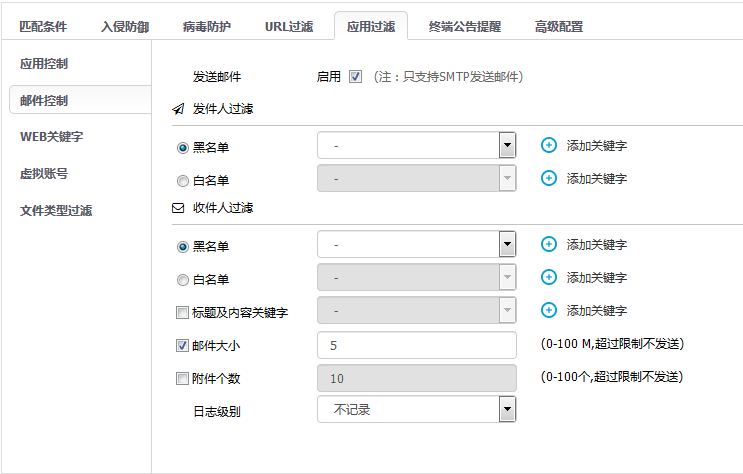 匹配条件 入侵防御 病毒防护 URL过滤 应用过滤 终端公告提醒 高级配置
应用控制
邮件控制
WEB关键字
虚拟账号
文件类型过滤
发送邮件 启用 (注：只支持SMTP发送邮件)
发件人过滤
黑名单 - 添加关键字
白名单 - 添加关键字
收件人过滤
黑名单 - 添加关键字
白名单 - 添加关键字
标题及内容关键字 - 添加关键字
邮件大小 5 (0-100 M,超过限制不发送)
附件个数 10 (0-100个,超过限制不发送)
日志级别 不记录